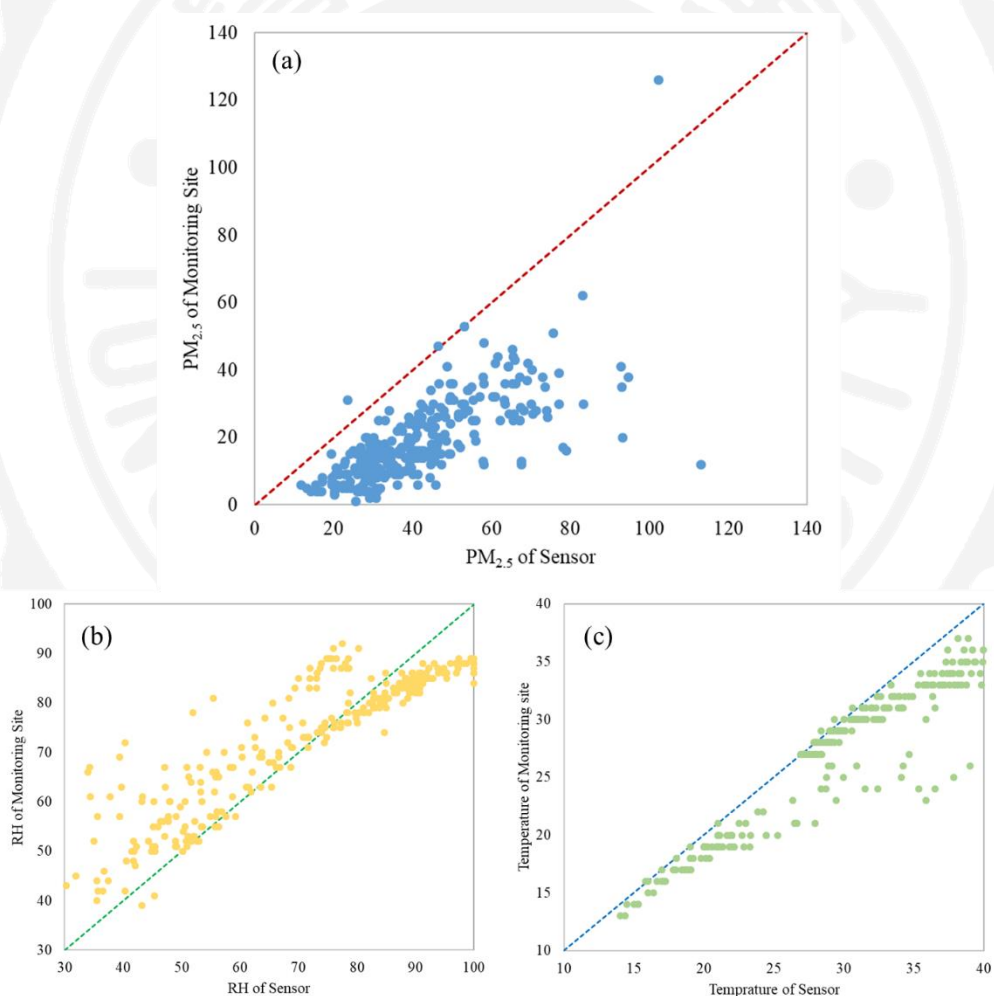 (a)
140
120
100
80
60
40
20
0
PM2.5 of Monitoring Site
0 20 40 60 80 100 120 140
PM2.5 of Sensor
(b)
100
90
80
70
60
50
40
30
RH of Monitoring Site
30 40 50 60 70 80 90 100
RH of Sensor
(c)
40
35
30
25
20
15
10
Temperature of Monitoring site
10 15 20 25 30 35 40
Temprature of Sensor